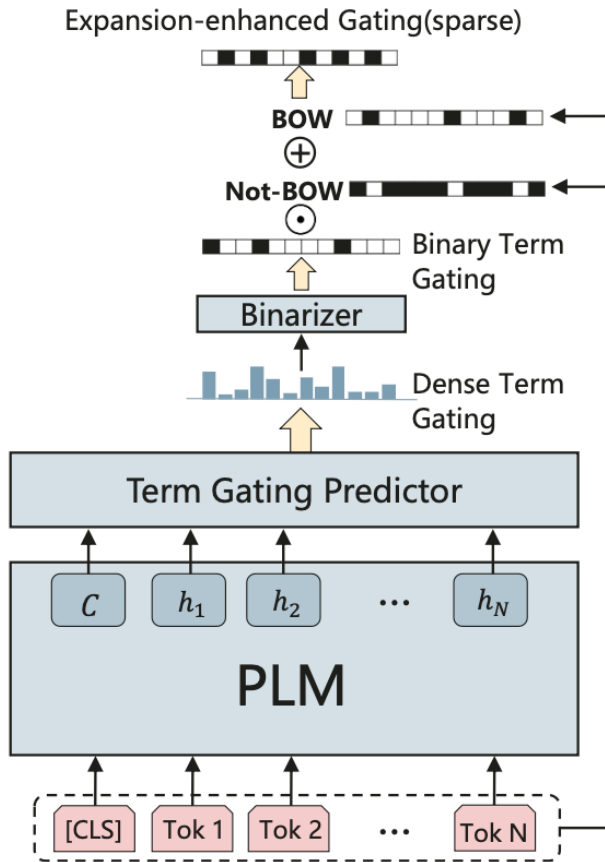 Expansion-enhanced Gating(sparse)
BOW
Not-BOW
Binary Term
Gating
Binarizer
Dense Term
Gating
Term Gating Predictor
C h₁ h₂ ... h_N
PLM
[CLS] Tok 1 Tok 2 ... Tok N